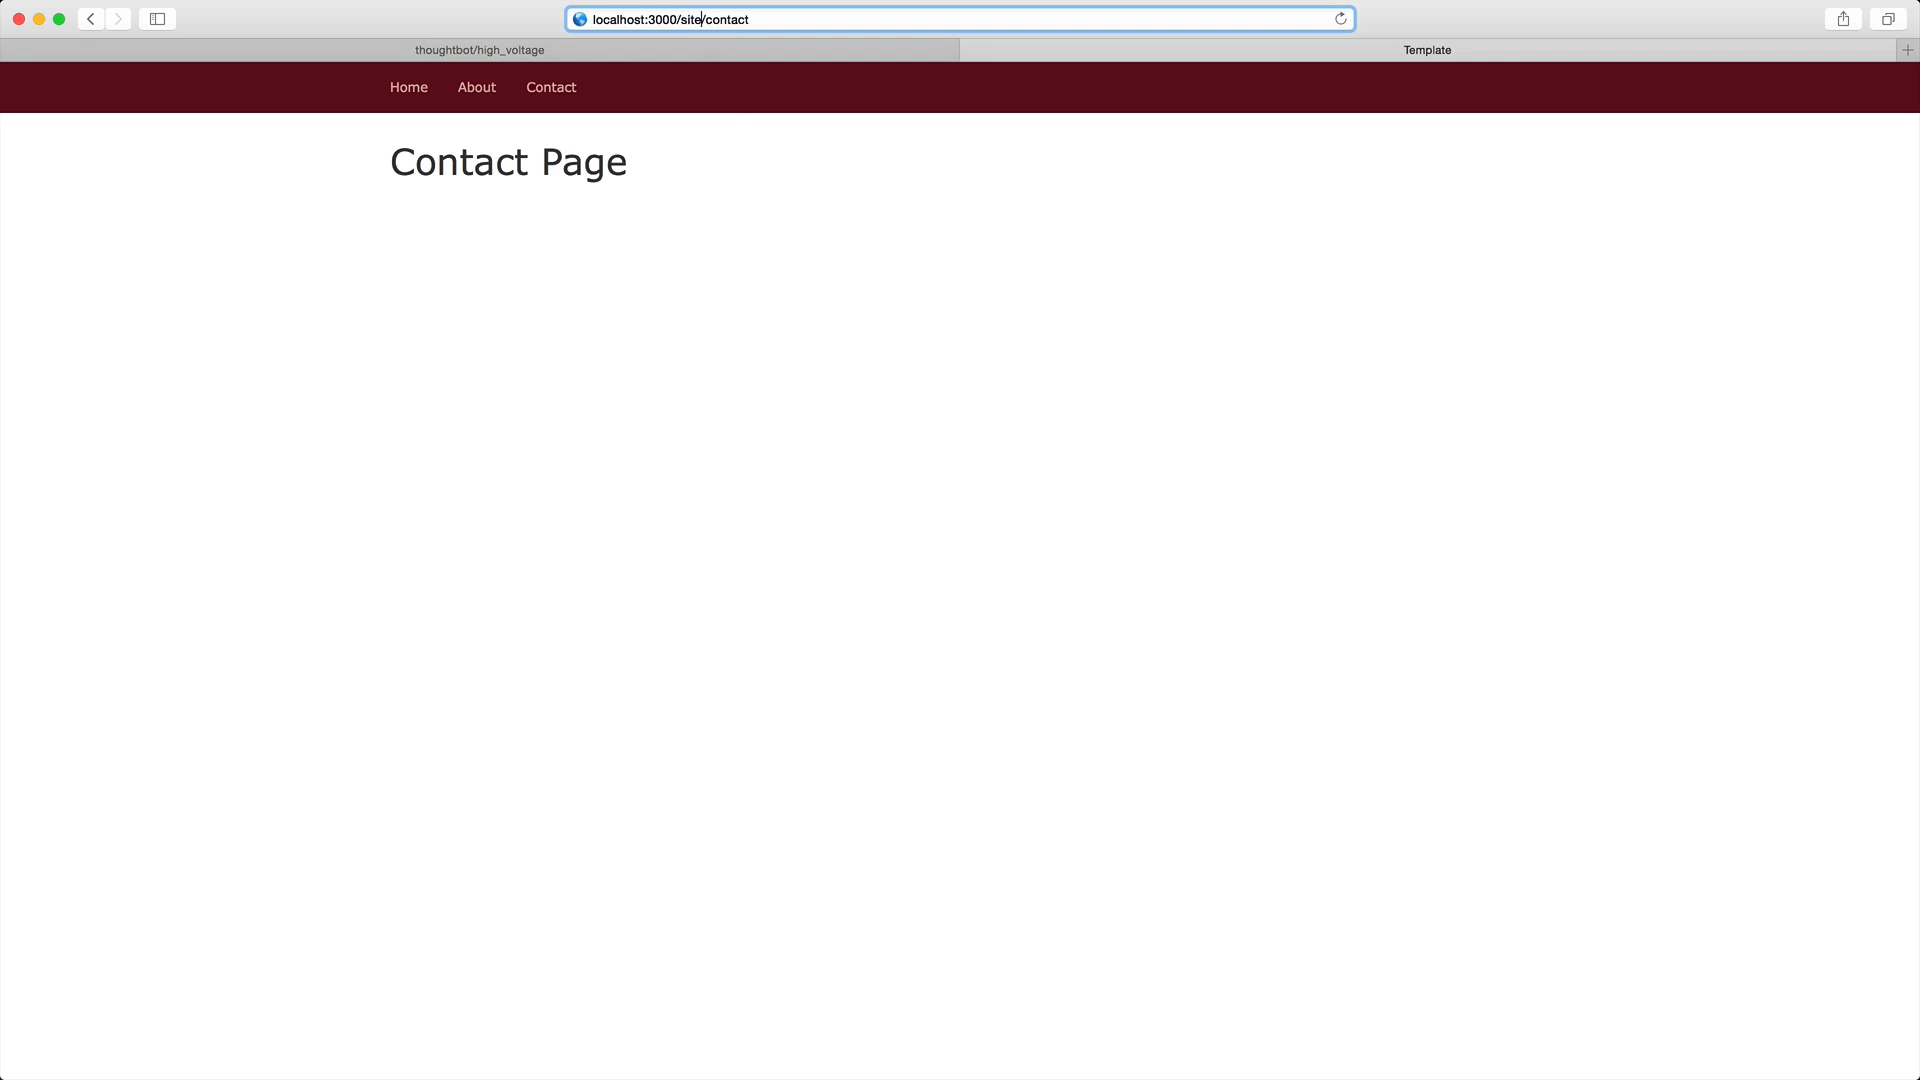 localhost:3000/site/contact
thoughtbot/high_voltage
Template
Home About Contact
Contact Page